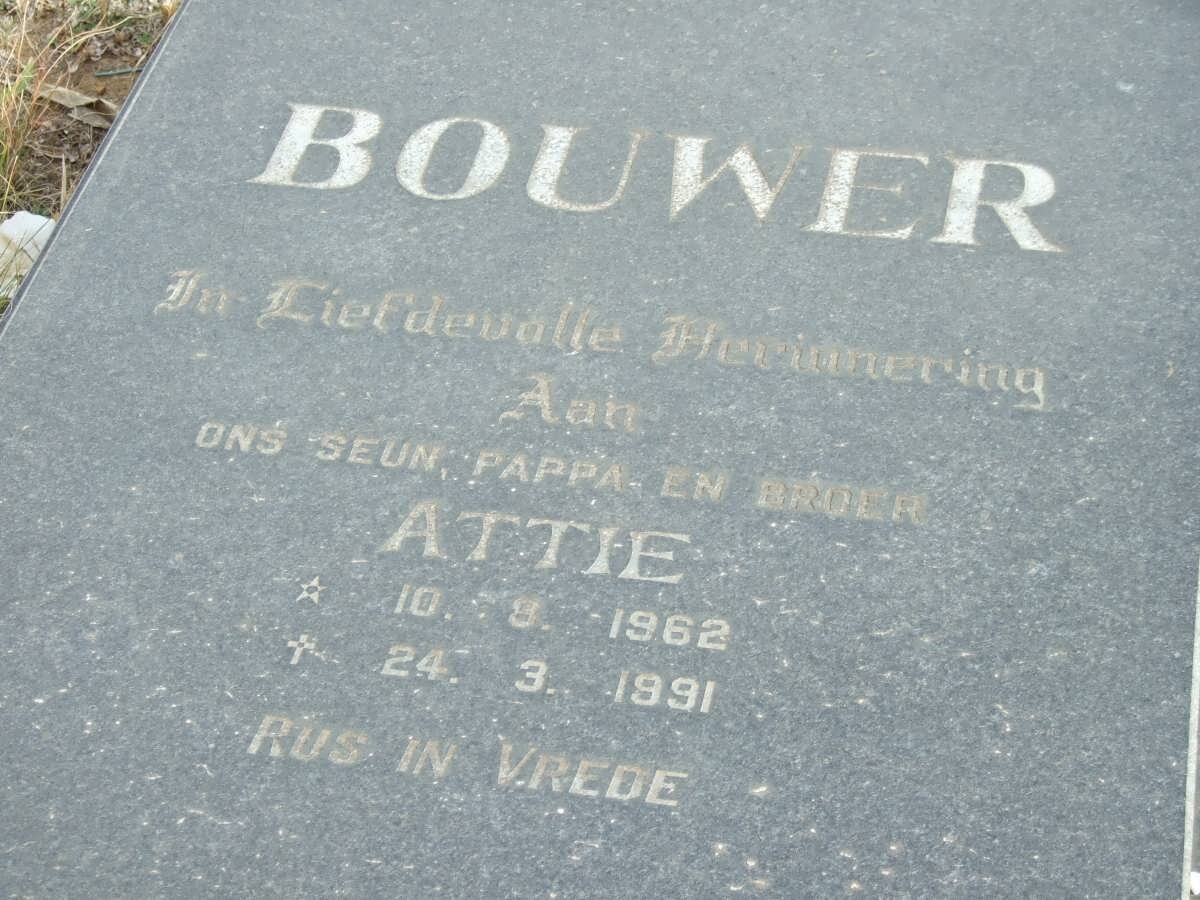 BOUWER
In Liefdevolle Herinnering
Aan
ONS SEUN, PAPPA EN BROER
ATTIE
☆ 10. 8. 1962
✝ 24. 3. 1991
RUS IN VREDE